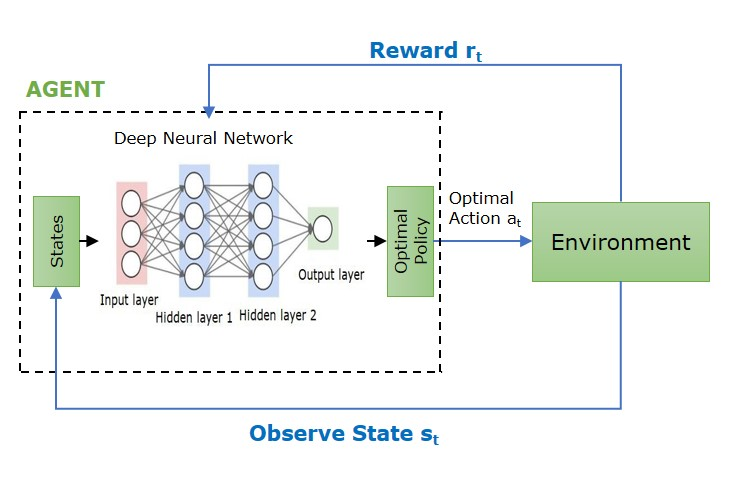 Reward rt
AGENT
Deep Neural Network
States
Input layer
Hidden layer 1
Hidden layer 2
Output layer
Optimal
Policy
Optimal
Action at
Environment
Observe State st